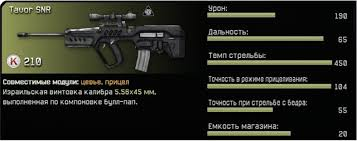 Tavor SNR
K 210
Совместимые модули: цевье, прицел
Израильская винтовка калибра 5.56x45 мм,
выполненная по компоновке Булл-пап.
Урон:
190
Дальность:
65
Темп стрельбы:
450
Точность в режиме прицеливания:
104
Точность при стрельбе с бедра:
55
Емкость магазина:
20